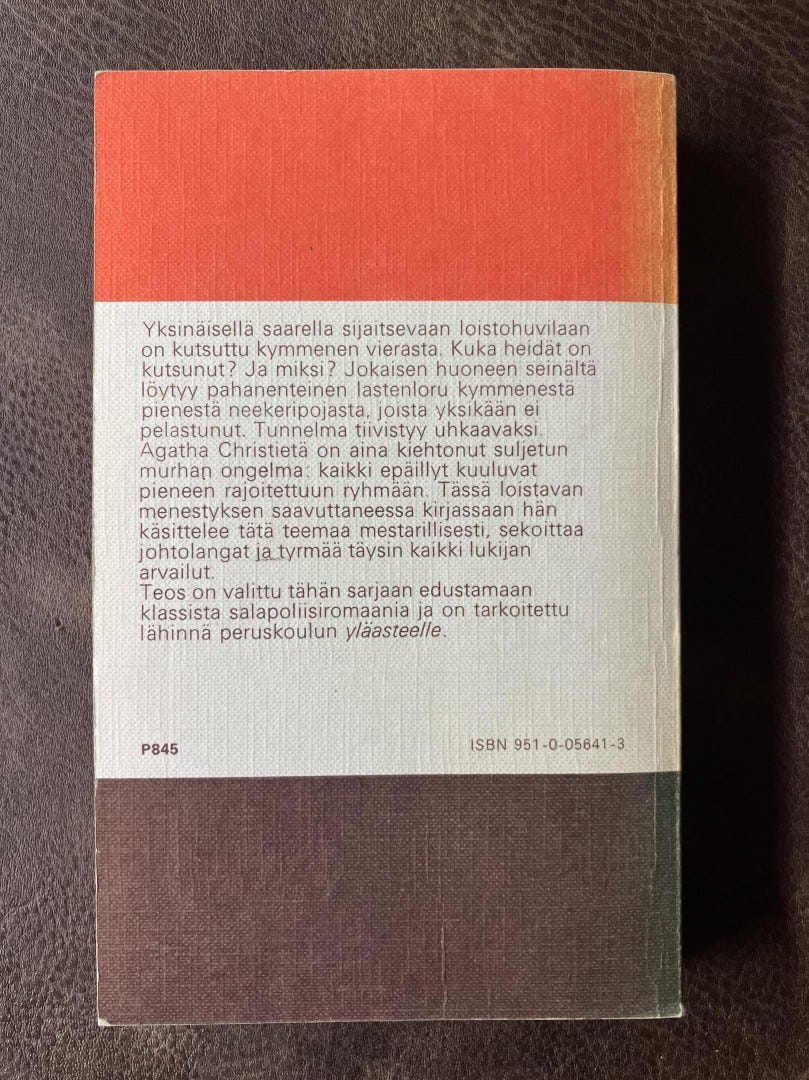 Yksinäisellä saarella sijaitsevaan loistohuvilaan
on kutsuttu kymmenen vierasta. Kuka heidät on
kutsunut? Ja miksi? Jokaisen huoneen seinältä
löytyy pahanenteinen lastenloru kymmenestä
pienestä neekeripojasta, joista yksikään ei
pelastunut. Tunnelma tiivistyy uhkaavaksi.
Agatha Christietä on aina kiehtonut suljetun
murhan ongelma: kaikki epäillyt kuuluvat
pieneen rajoitettuun ryhmään. Tässä loistavan
menestyksen saavuttaneessa kirjassaan hän
käsittelee tätä teemaa mestarillisesti, sekoittaa
johtolangat ja tyrmää täysin kaikki lukijan
arvailut.
Teos on valittu tähän sarjaan edustamaan
klassista salapoliisiromaania ja on tarkoitettu
lähinnä peruskoulun yläasteelle.
P845
ISBN 951-0-05641-3